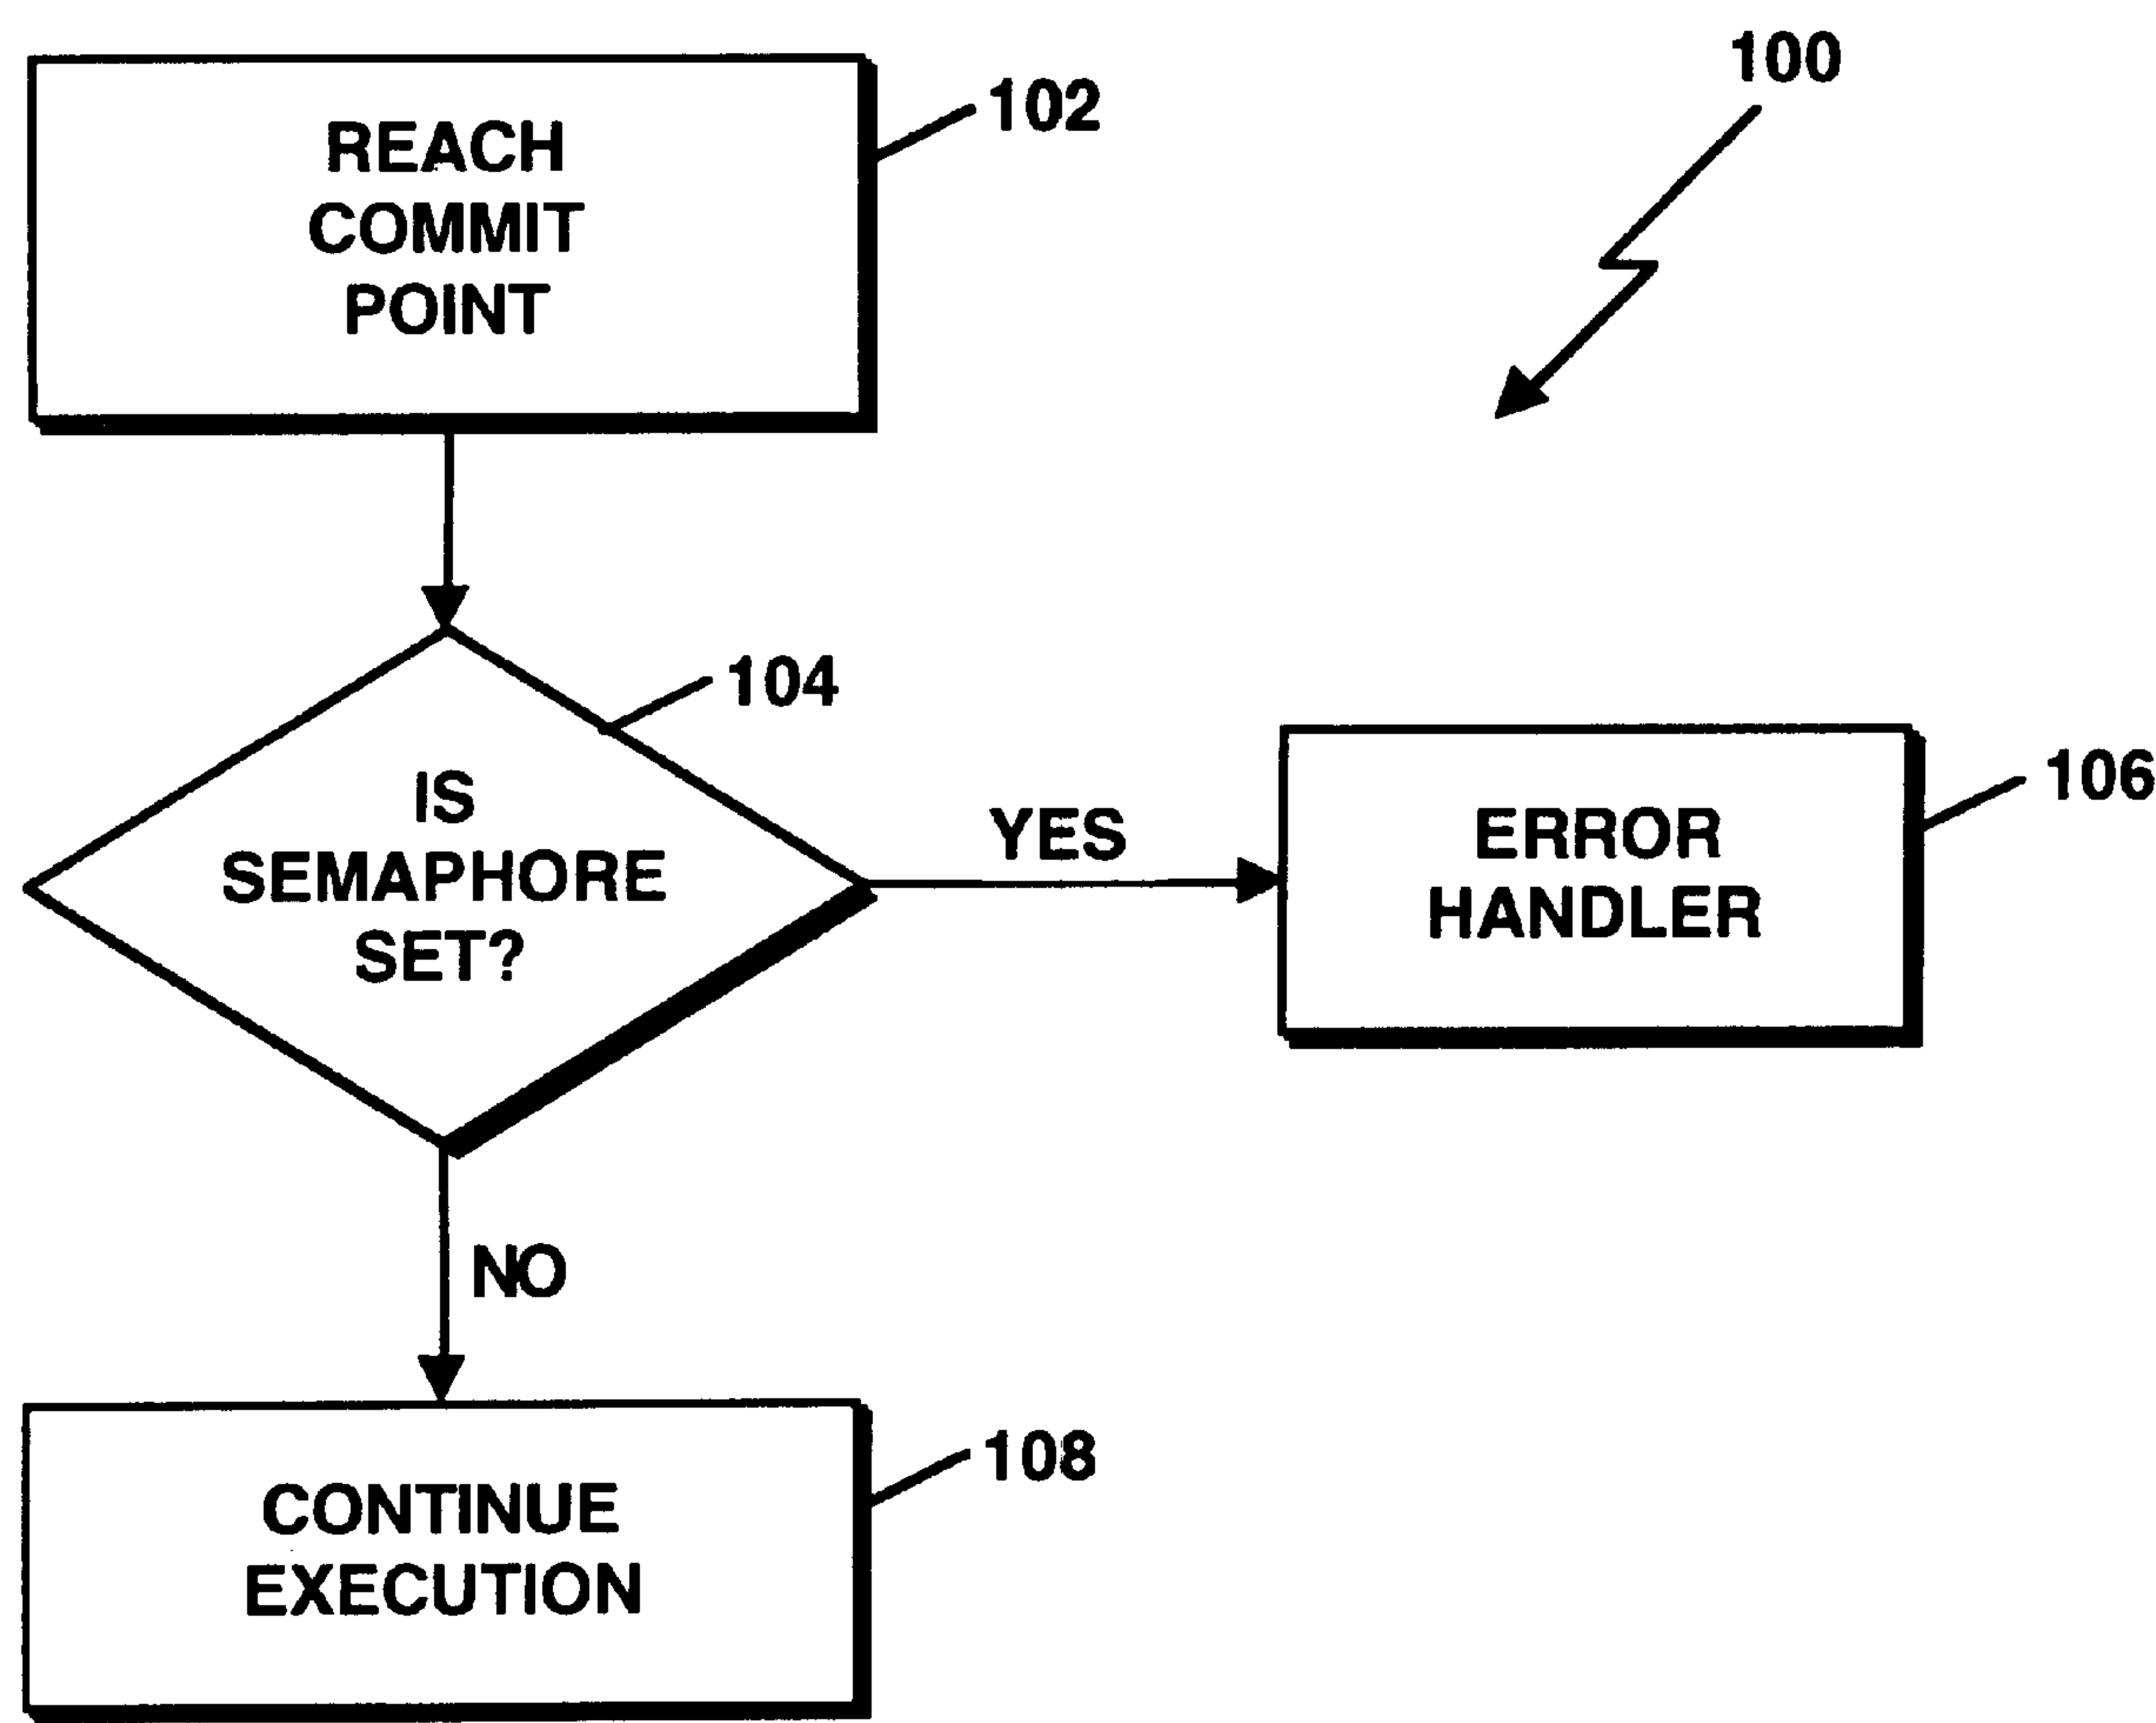 100
REACH
COMMIT
POINT
102
IS
SEMAPHORE
SET?
104
YES
ERROR
HANDLER
106
NO
CONTINUE
EXECUTION
108